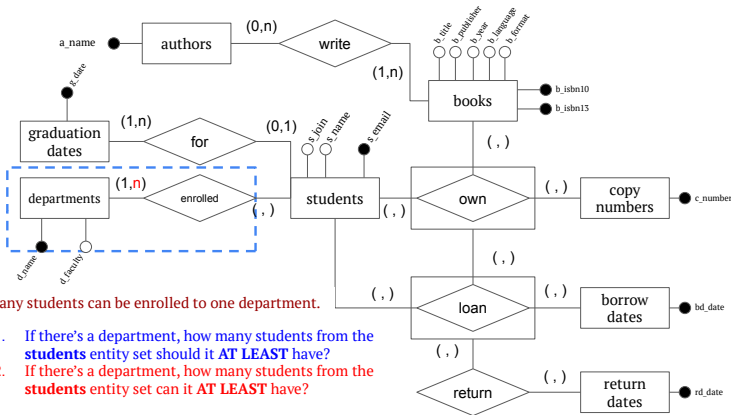 b_title
b_publisher
b_year
b_language
b_format
a_name
authors
(0,n)
write
(1,n)
g_date
b_isbn10
books
b_isbn13
graduation
dates
(1,n)
for
(0,1)
s_join
s_name
s_email
( , )
departments
(1,n)
enrolled
( , )
students
( , )
own
( , )
copy
numbers
c_number
d_name
d_faculty
( , )
( , )
loan
( , )
borrow
dates
bd_date
any students can be enrolled to one department.
. If there's a department, how many students from the
students entity set should it AT LEAST have?
. If there's a department, how many students from the
students entity set can it AT LEAST have?
( , )
return
( , )
return
dates
rd_date